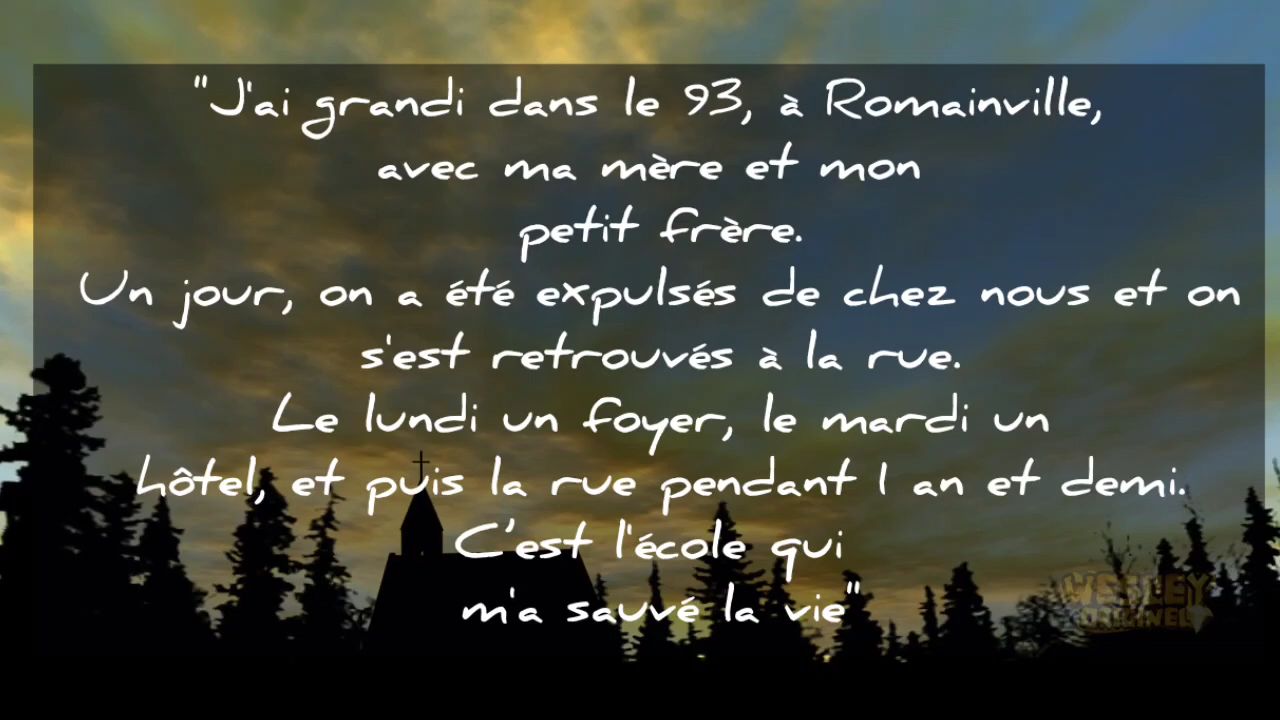 "J'ai grandi dans le 93, à Romainville,
avec ma mère et mon
petit frère.
Un jour, on a été expulsés de chez nous et on
s'est retrouvés à la rue.
Le lundi un foyer, le mardi un
hôtel, et puis la rue pendant 1 an et demi.
C'est l'école qui
m'a sauvé la vie"
WESLEY
ORIGINEL